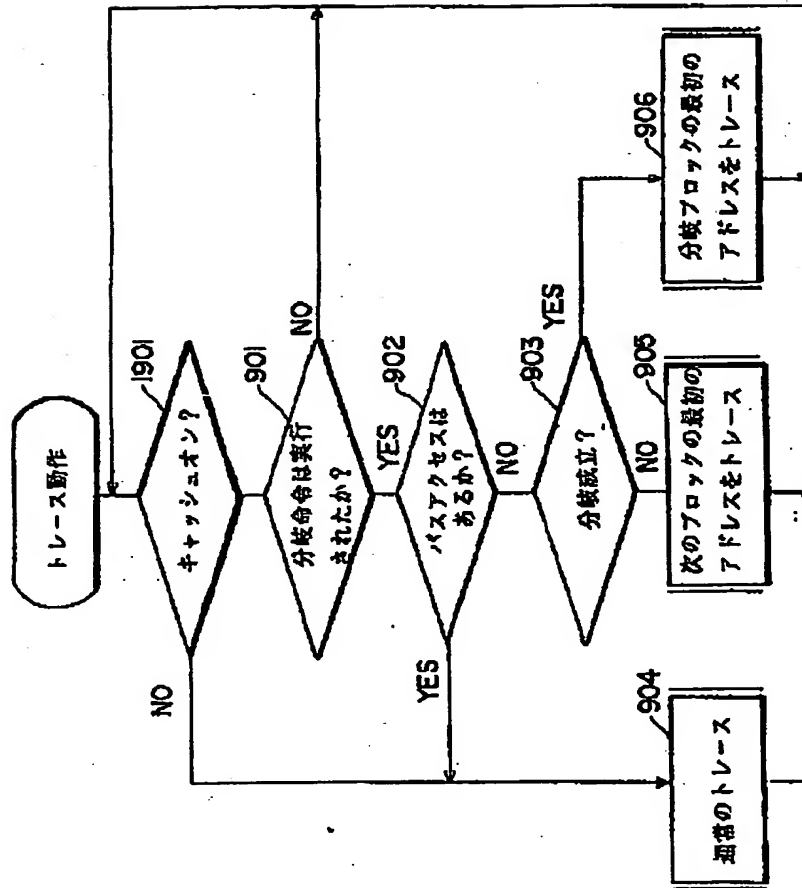 トレース動作
1901
キャッシュオン?
NO
901
分岐命令は実行
されたか?
NO
YES
902
バスアクセスは
あるか?
YES
NO
903
分岐成立?
YES
NO
904
通常のトレース
905
次のブロックの最初の
アドレスをトレース
906
分岐ブロックの最初の
アドレスをトレース